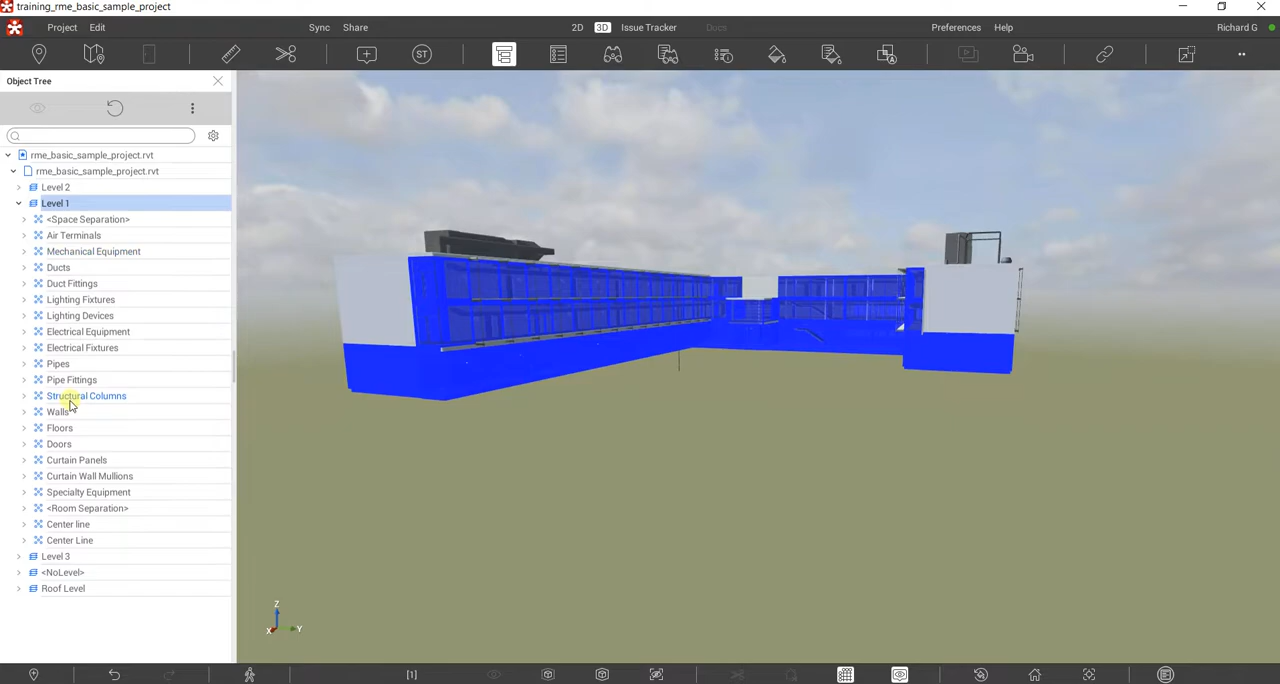 training_rme_basic_sample_project
Project Edit Sync Share 2D 3D Issue Tracker Docs Preferences Help Richard G
ST
Object Tree
rme_basic_sample_project.rvt
rme_basic_sample_project.rvt
Level 2
Level 1
<Space Separation>
Air Terminals
Mechanical Equipment
Ducts
Duct Fittings
Lighting Fixtures
Lighting Devices
Electrical Equipment
Electrical Fixtures
Pipes
Pipe Fittings
Structural Columns
Walls
Floors
Doors
Curtain Panels
Curtain Wall Mullions
Specialty Equipment
<Room Separation>
Center line
Center Line
Level 3
<NoLevel>
Roof Level
Z
X Y
[1]